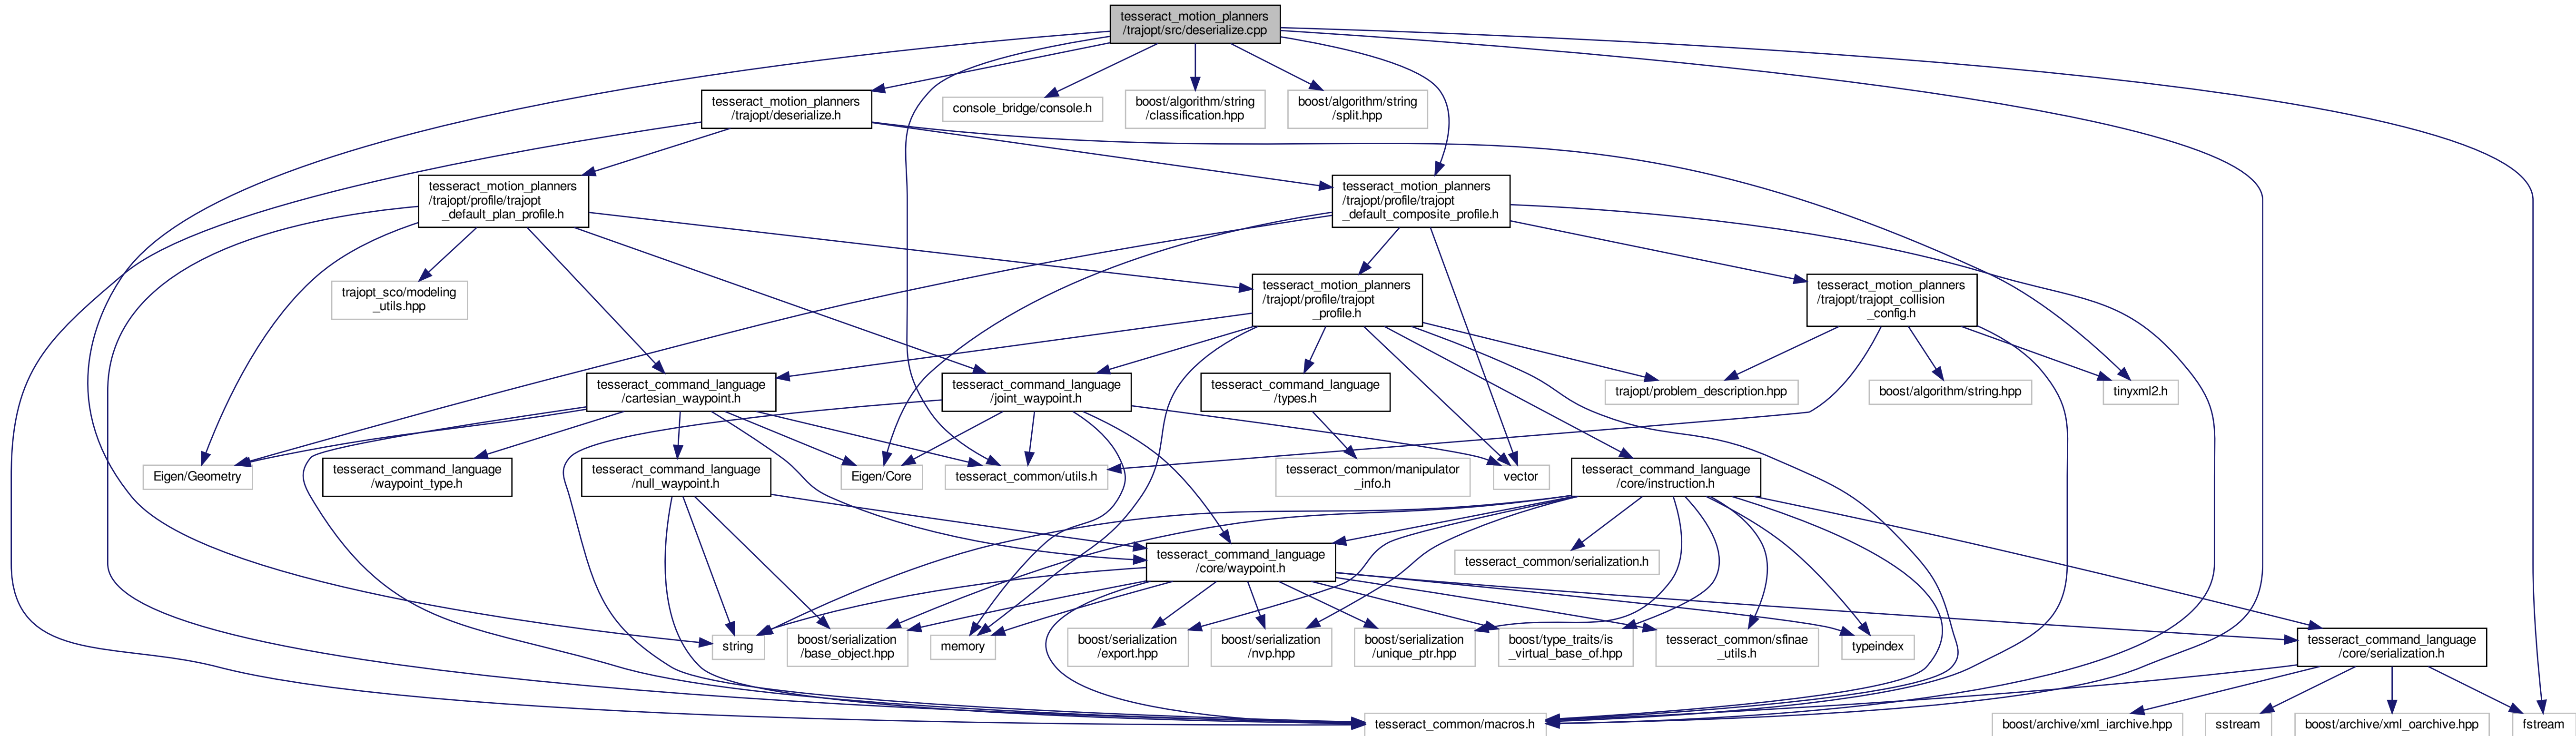 tesseract_motion_planners
/trajopt/src/deserialize.cpp
tesseract_motion_planners
/trajopt/deserialize.h
console_bridge/console.h
boost/algorithm/string
/classification.hpp
boost/algorithm/string
/split.hpp
tesseract_motion_planners
/trajopt/profile/trajopt
_default_plan_profile.h
tesseract_motion_planners
/trajopt/profile/trajopt
_default_composite_profile.h
trajopt_sco/modeling
_utils.hpp
tesseract_motion_planners
/trajopt/profile/trajopt
_profile.h
tesseract_motion_planners
/trajopt/trajopt_collision
_config.h
tesseract_command_language
/cartesian_waypoint.h
tesseract_command_language
/joint_waypoint.h
tesseract_command_language
/types.h
trajopt/problem_description.hpp
boost/algorithm/string.hpp
tinyxml2.h
Eigen/Geometry
tesseract_command_language
/waypoint_type.h
tesseract_command_language
/null_waypoint.h
Eigen/Core
tesseract_common/utils.h
tesseract_common/manipulator
_info.h
vector
tesseract_command_language
/core/instruction.h
tesseract_command_language
/core/waypoint.h
tesseract_common/serialization.h
string
boost/serialization
/base_object.hpp
memory
boost/serialization
/export.hpp
boost/serialization
/nvp.hpp
boost/serialization
/unique_ptr.hpp
boost/type_traits/is
_virtual_base_of.hpp
tesseract_common/sfinae
_utils.h
typeindex
tesseract_command_language
/core/serialization.h
tesseract_common/macros.h
boost/archive/xml_iarchive.hpp
sstream
boost/archive/xml_oarchive.hpp
fstream